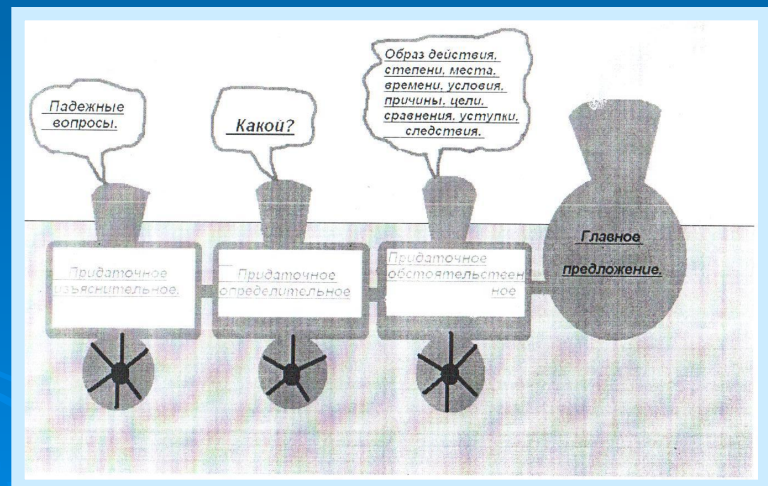 Падежные
вопросы.
Какой?
Образ действия,
степени, места,
времени, условия,
причины, цели,
сравнения, уступки,
следствия.
Придаточное
изъяснительное.
Придаточное
определительное
Придаточное
обстоятельствен
ное
Главное
предложение.